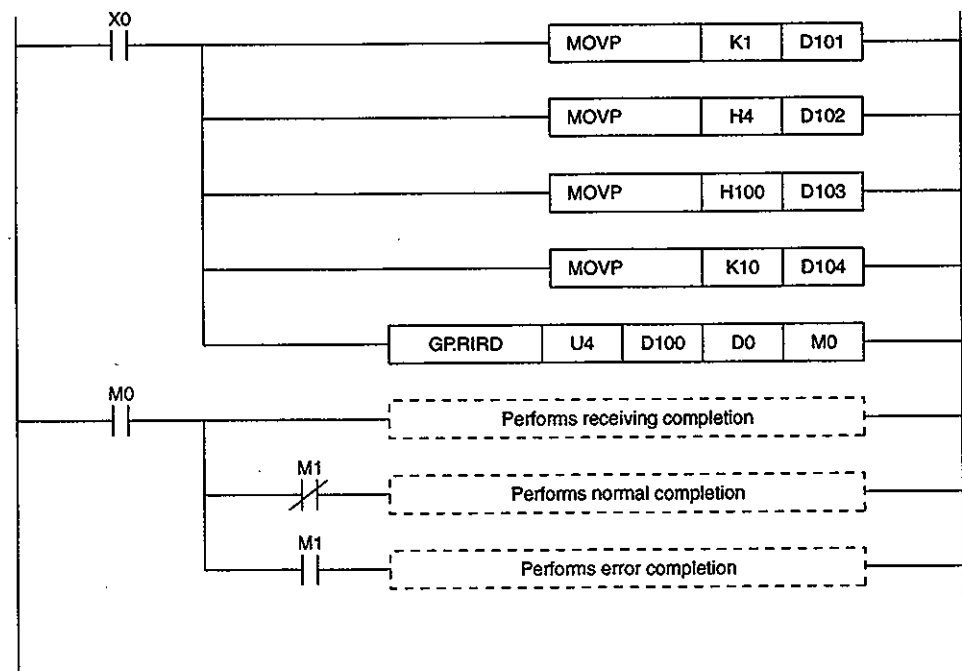 X0
MOVP K1 D101
MOVP H4 D102
MOVP H100 D103
MOVP K10 D104
GP.RIRD U4 D100 D0 M0
M0
Performs receiving completion
M1
Performs normal completion
M1
Performs error completion